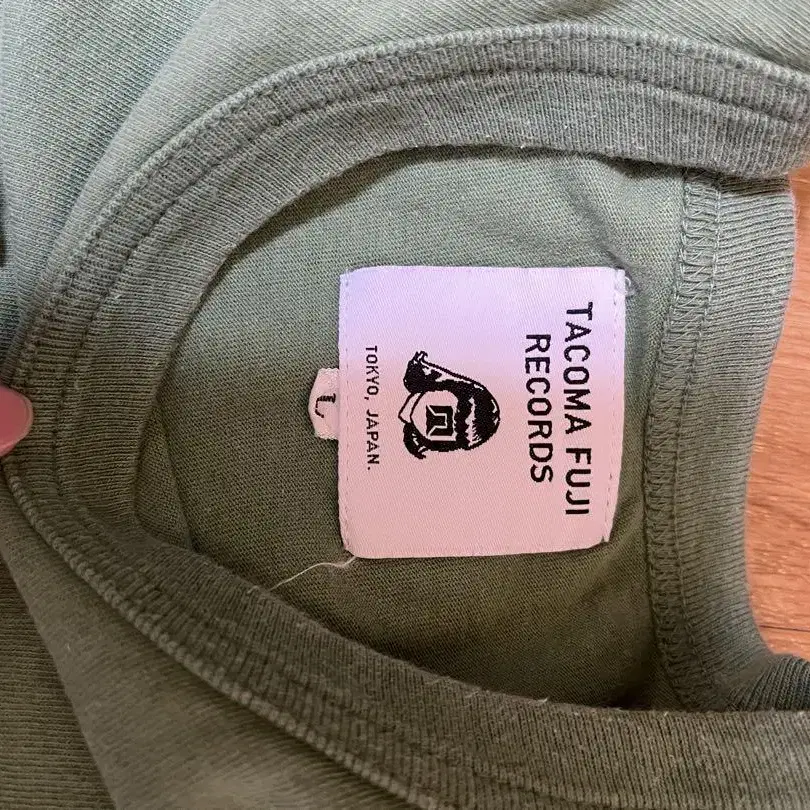 TACOMA FUJI
RECORDS
TOKYO, JAPAN.
L